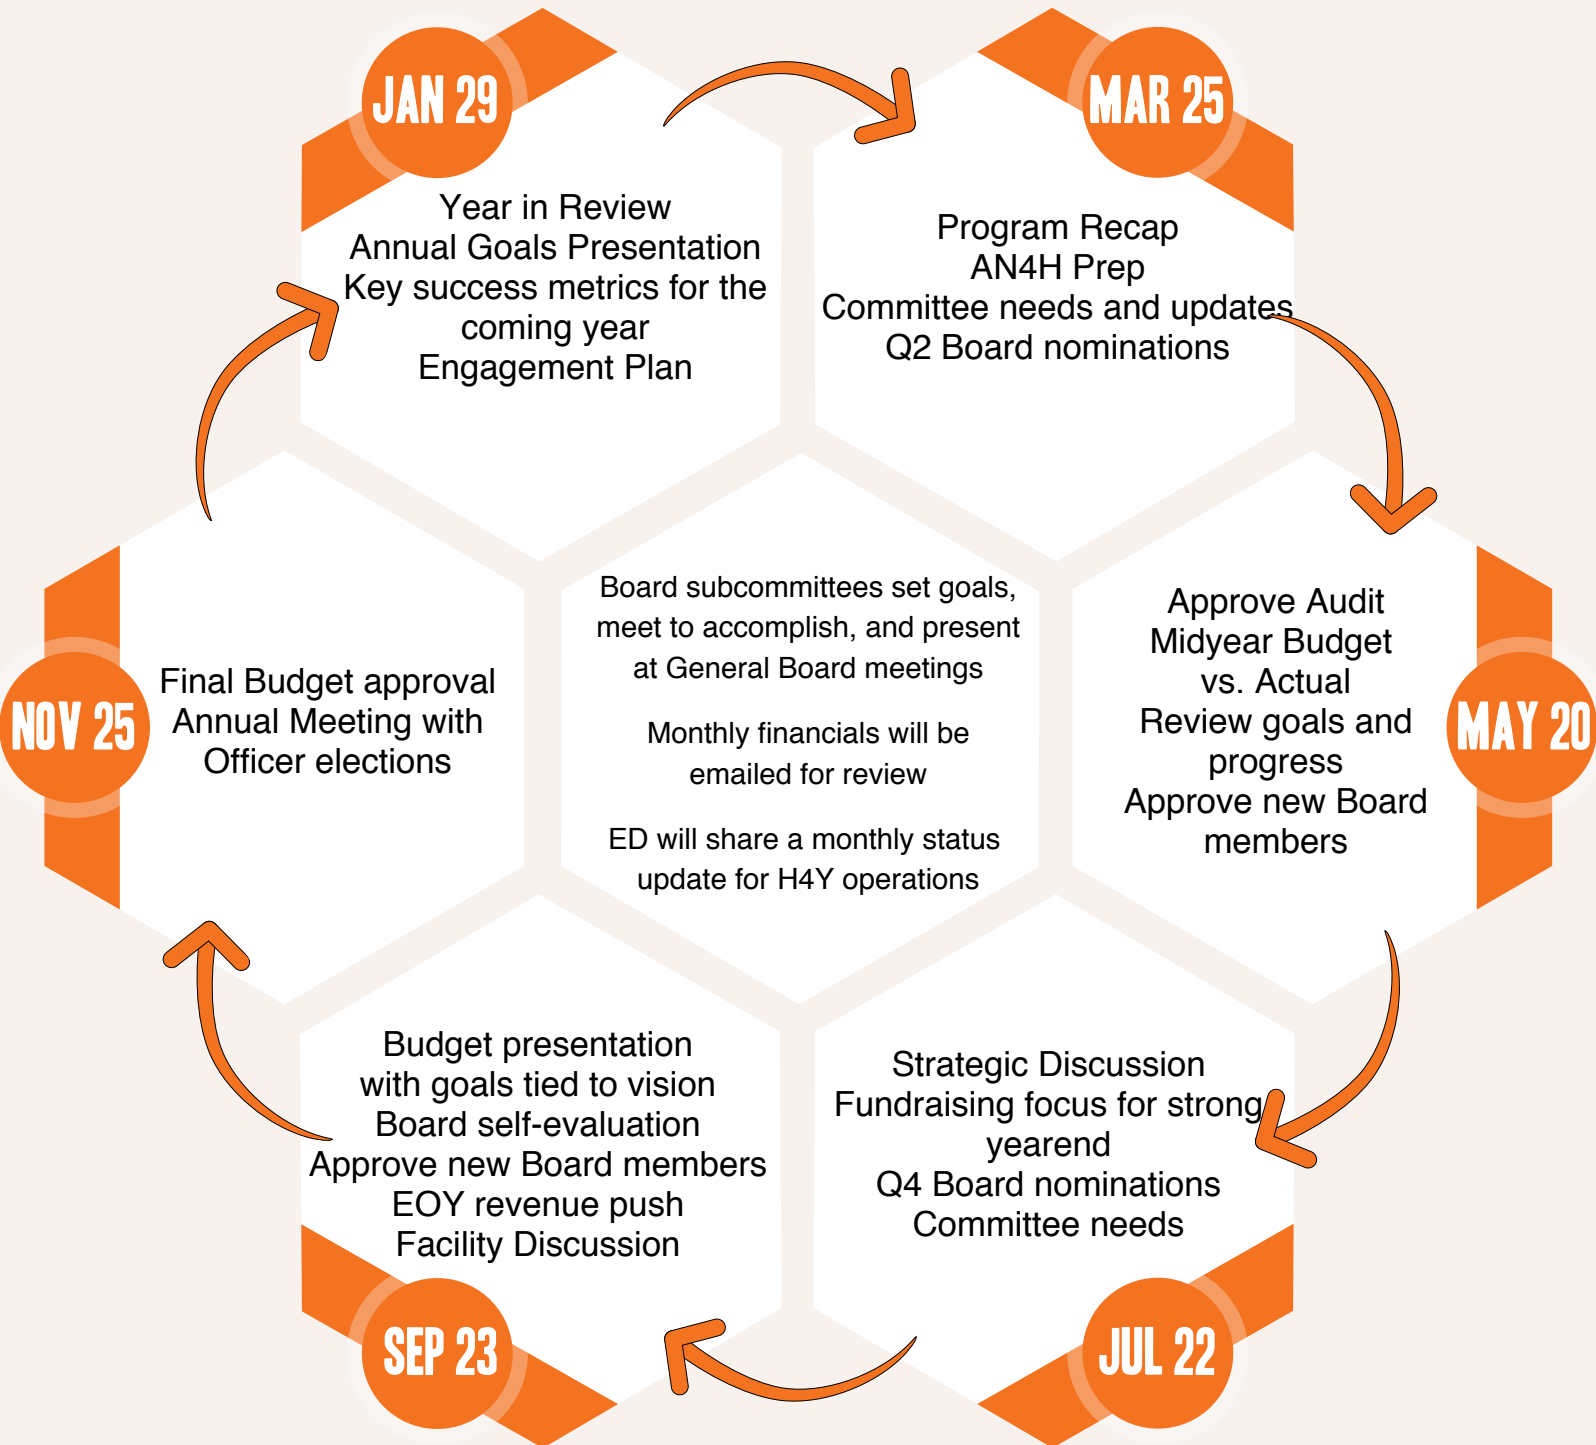 JAN 29
Year in Review
Annual Goals Presentation
Key success metrics for the
coming year
Engagement Plan
MAR 25
Program Recap
AN4H Prep
Committee needs and updates
Q2 Board nominations
MAY 20
Approve Audit
Midyear Budget
vs. Actual
Review goals and
progress
Approve new Board
members
JUL 22
Strategic Discussion
Fundraising focus for strong
yearend
Q4 Board nominations
Committee needs
SEP 23
Budget presentation
with goals tied to vision
Board self-evaluation
Approve new Board members
EOY revenue push
Facility Discussion
NOV 25
Final Budget approval
Annual Meeting with
Officer elections
Board subcommittees set goals,
meet to accomplish, and present
at General Board meetings
Monthly financials will be
emailed for review
ED will share a monthly status
update for H4Y operations